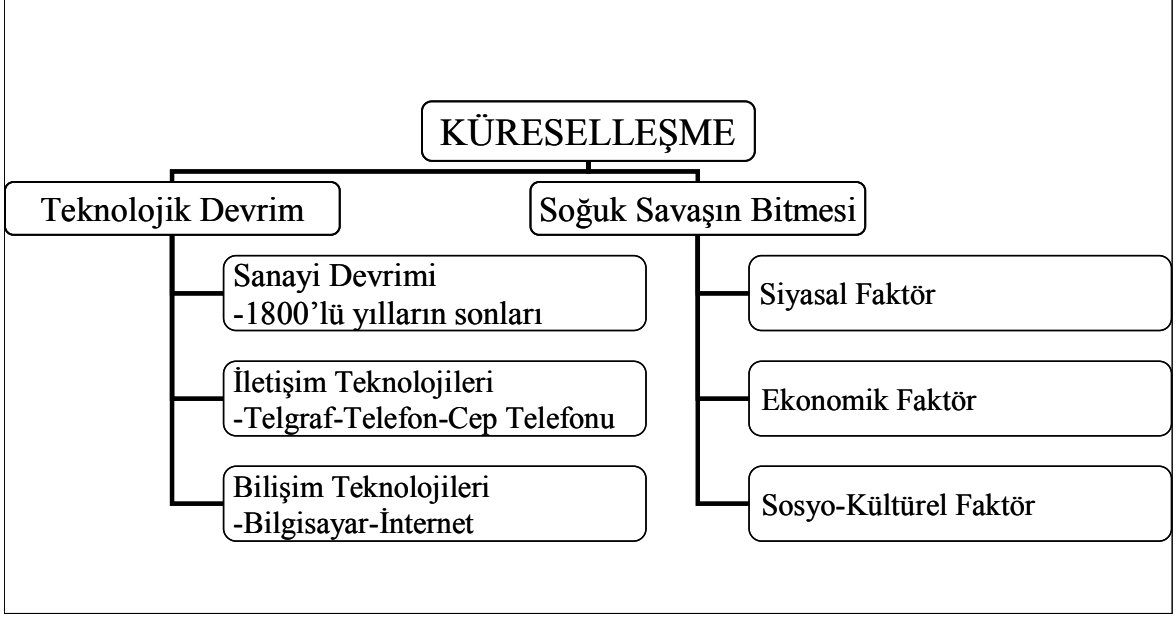 KÜRESELLEŞME
Teknolojik Devrim
Sanayi Devrimi
-1800’lü yılların sonları
İletişim Teknolojileri
-Telgraf-Telefon-Cep Telefonu
Bilişim Teknolojileri
-Bilgisayar-İnternet
Soğuk Savaşın Bitmesi
Siyasal Faktör
Ekonomik Faktör
Sosyo-Kültürel Faktör